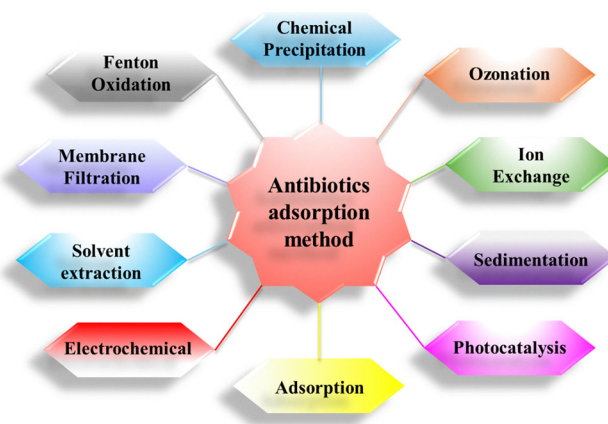 Chemical
Precipitation
Fenton
Oxidation
Ozonation
Membrane
Filtration
Ion
Exchange
Antibiotics
adsorption
method
Solvent
extraction
Sedimentation
Electrochemical
Photocatalysis
Adsorption